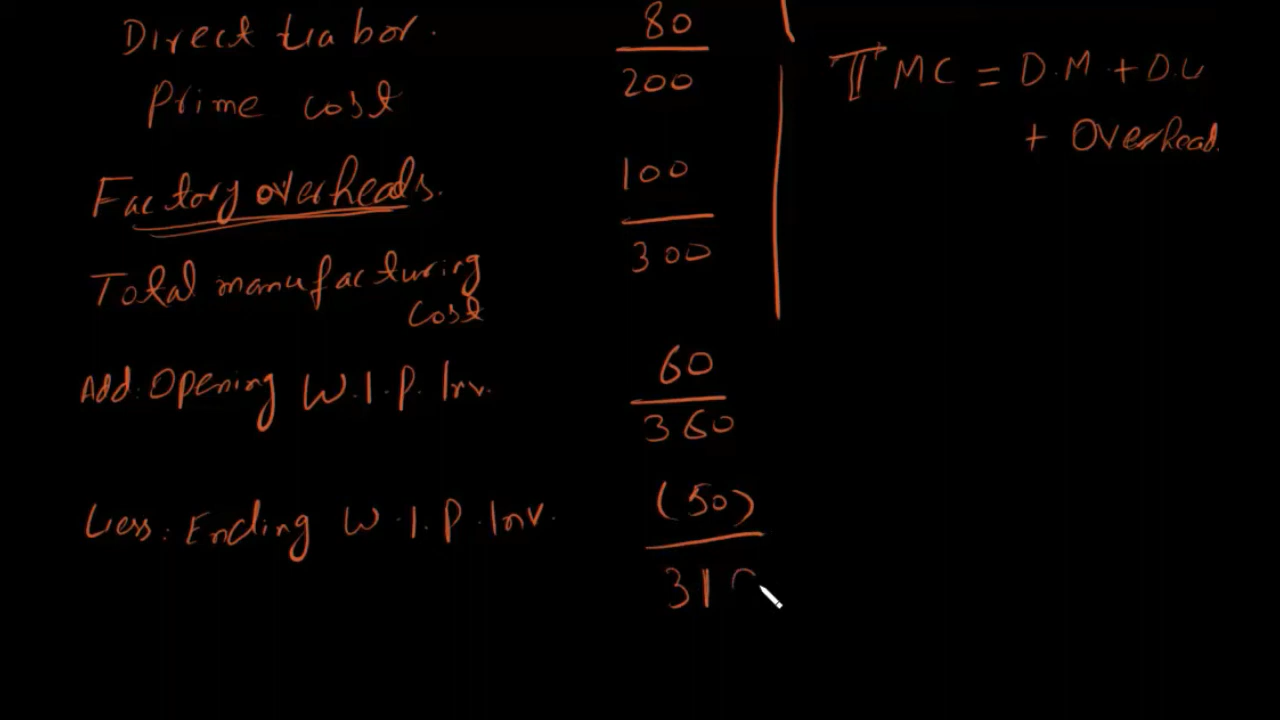 Direct Labor. 80
Prime cost 200
Factory overheads. 100
Total manufacturing 300
cost
Add: Opening W.I.P. Inv. 60
360
Less: Ending W.I.P. Inv. (50)
310
TMC = D.M + D.L
+ Overhead.